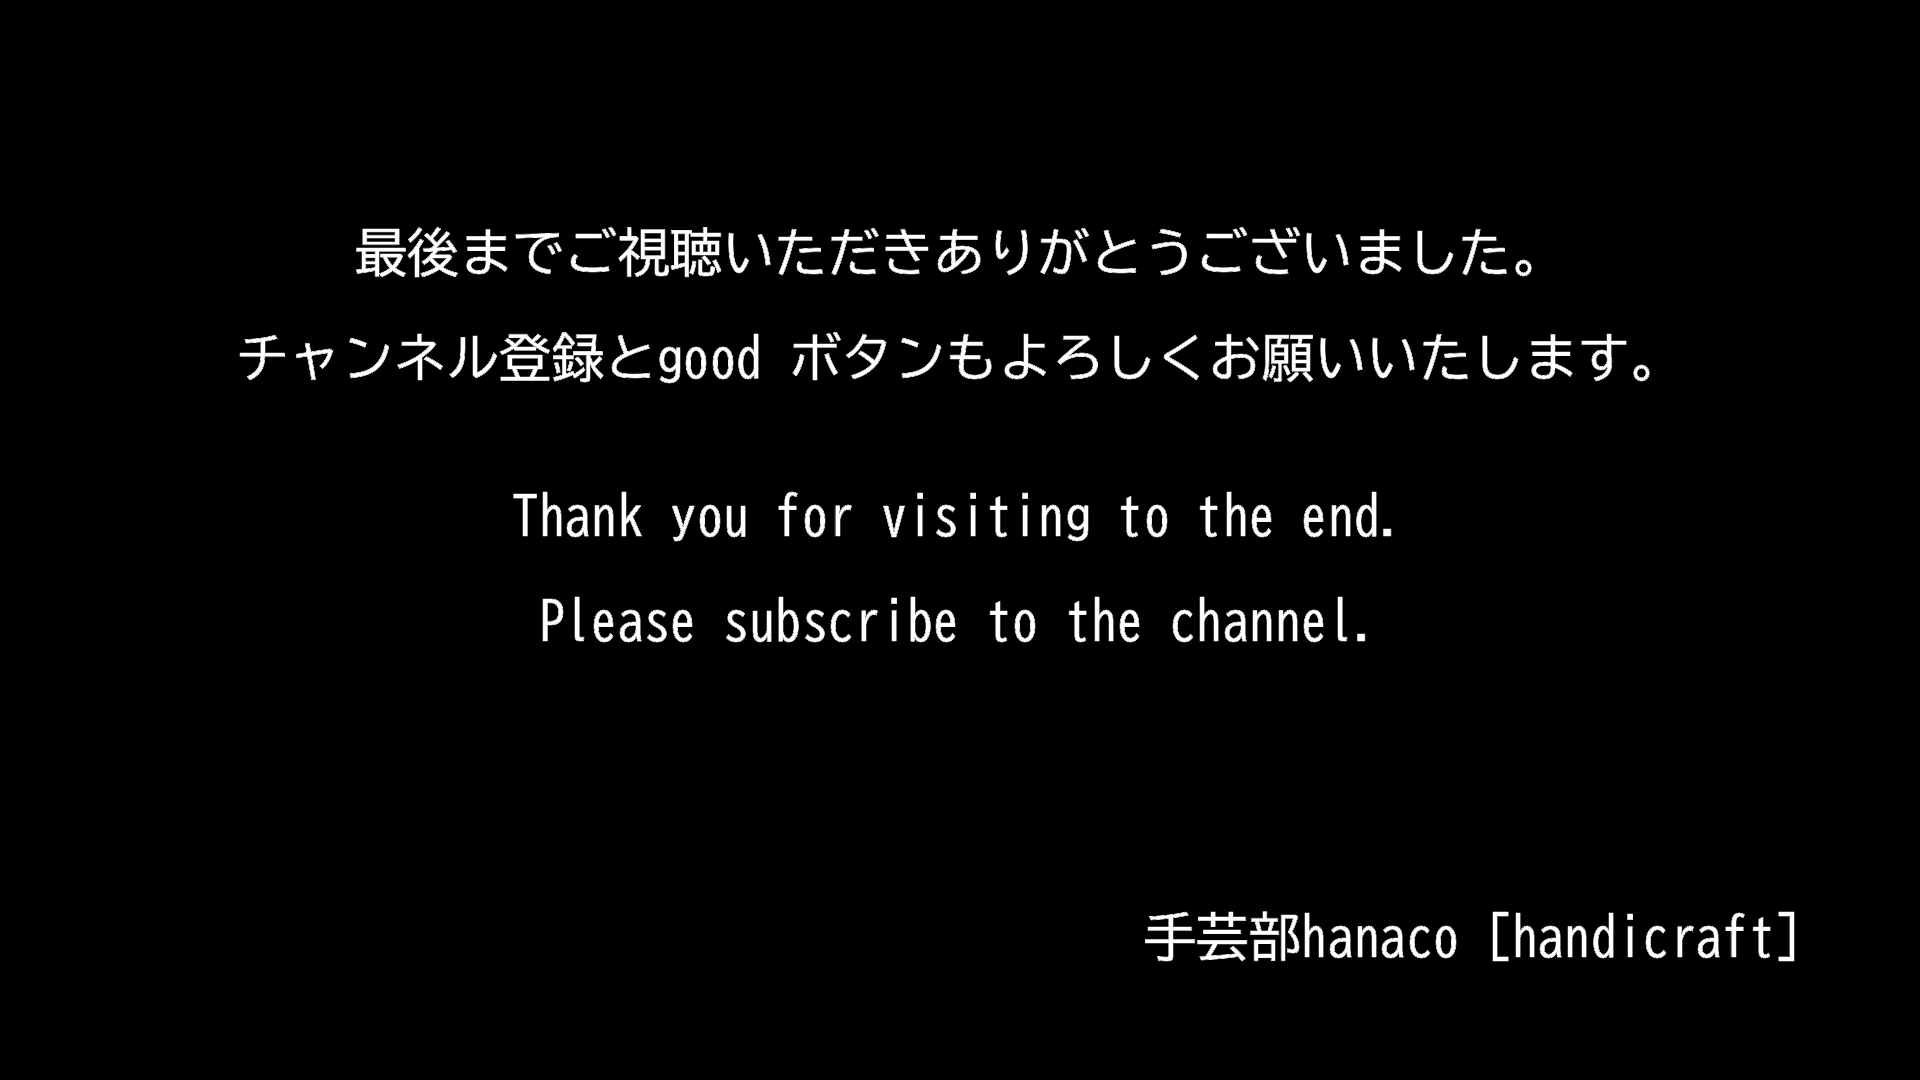 最後までご視聴いただきありがとうございました。
チャンネル登録とgood ボタンもよろしくお願いいたします。
Thank you for visiting to the end.
Please subscribe to the channel.
手芸部hanaco [handicraft]